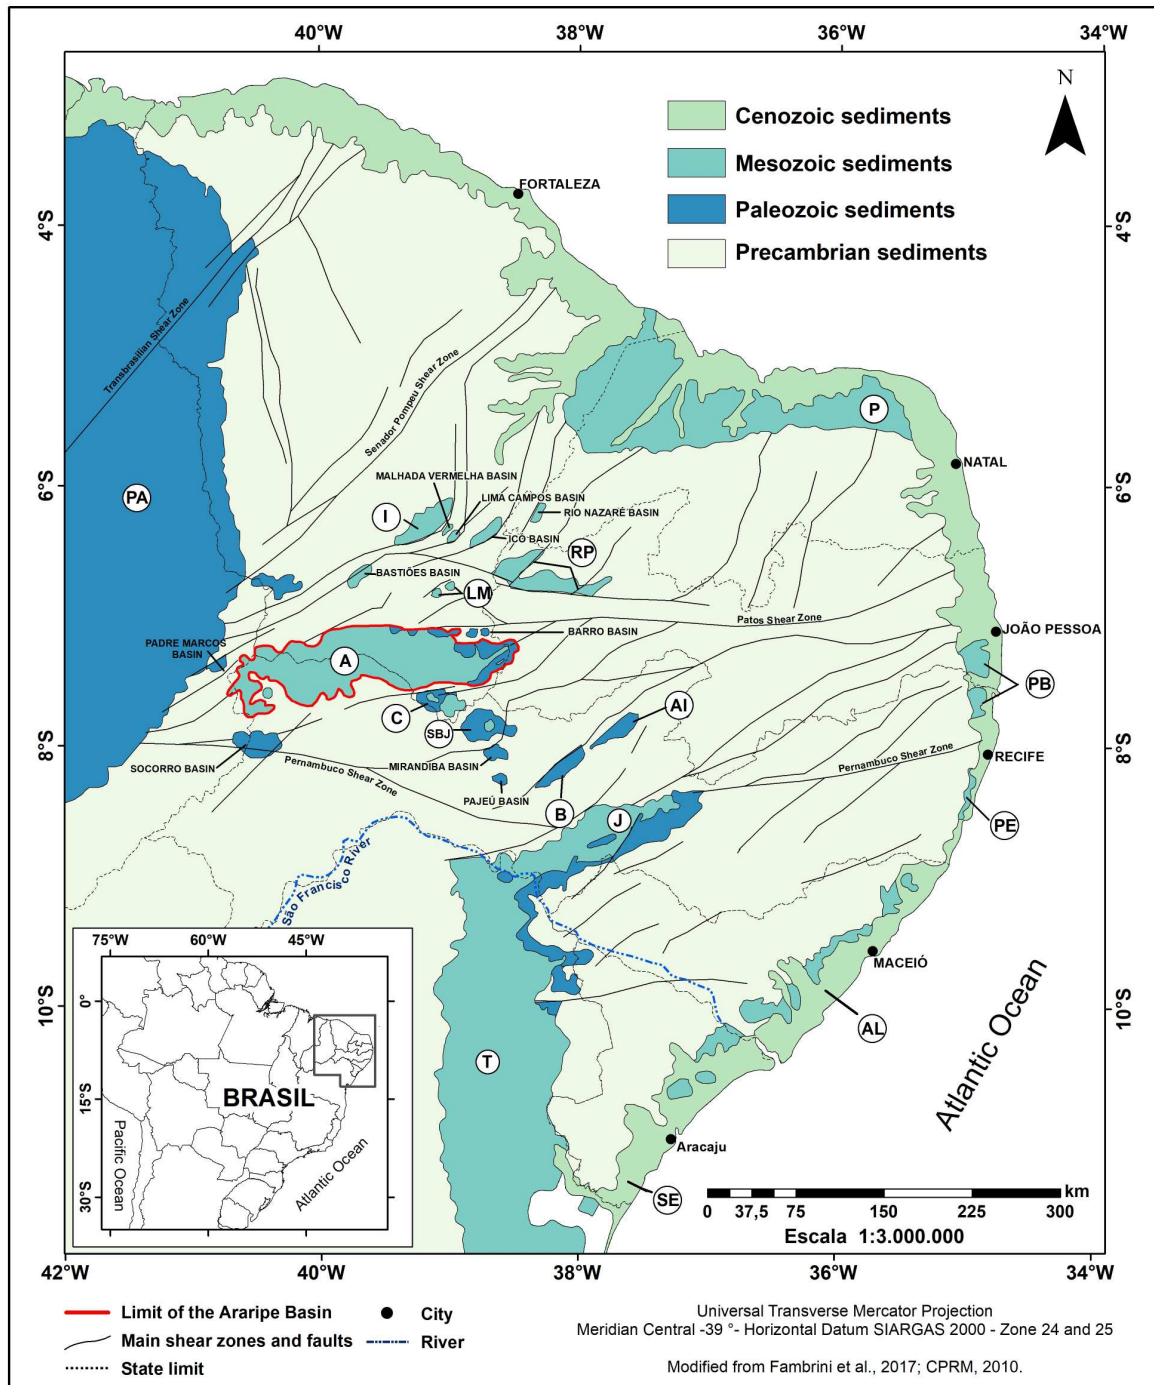 40°W
38°W
36°W
34°W
N
Cenozoic sediments
Mesozoic sediments
Paleozoic sediments
Precambrian sediments
FORTALEZA
4°S
4°S
Transbrasilian Shear Zone
Senador Pompeu Shear Zone
P
NATAL
MALHADA VERMELHA BASIN
6°S
6°S
PA
LIMA CAMPOS BASIN
I
RIO NAZARÉ BASIN
ICÓ BASIN
RP
BASTIÕES BASIN
LM
Patos Shear Zone
BARRO BASIN
JOÃO PESSOA
PADRE MARCOS
BASIN
A
PB
AI
C
SBJ
8°S
8°S
SOCORRO BASIN
Pernambuco Shear Zone
MIRANDIBA BASIN
Pernambuco Shear Zone
RECIFE
PAJEÚ BASIN
B
J
PE
São Francisco River
75°W
60°W
45°W
MACEIÓ
0°
10°S
10°S
AL
Atlantic Ocean
T
BRASIL
15°S
Pacific Ocean
Atlantic Ocean
30°S
Aracaju
SE
km
0
37,5
75
150
225
300
Escala 1:3.000.000
42°W
40°W
38°W
36°W
34°W
Limit of the Araripe Basin
City
Main shear zones and faults
River
State limit
Universal Transverse Mercator Projection
Meridian Central -39 °- Horizontal Datum SIARGAS 2000 - Zone 24 and 25
Modified from Fambrini et al., 2017; CPRM, 2010.